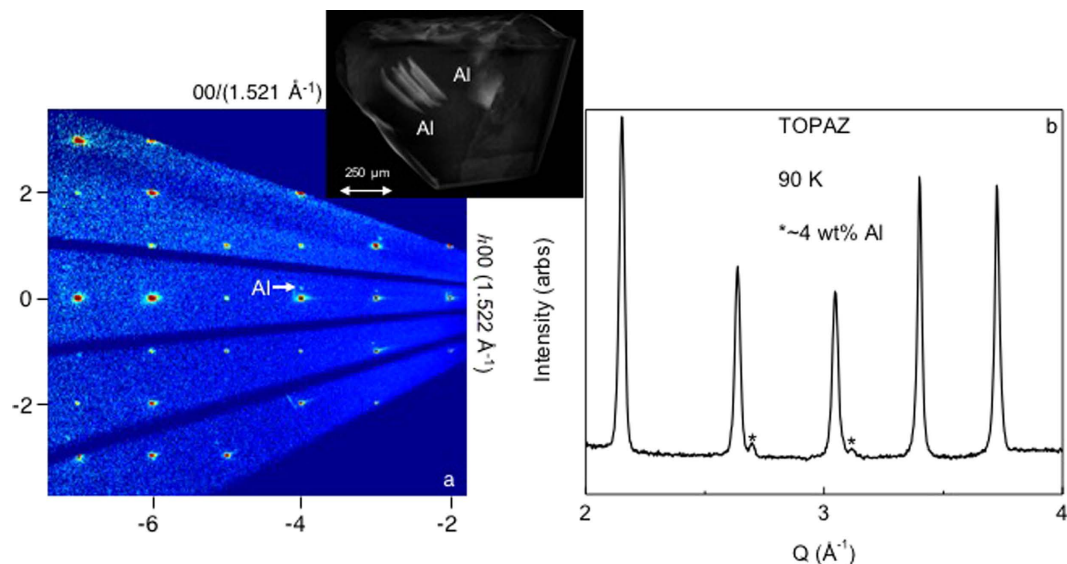 00/(1.521 Å⁻¹)
Al
Al
250 µm
2
0
-2
Al
h00 (1.522 Å⁻¹)
a
-6
-4
-2
TOPAZ
b
90 K
*~4 wt% Al
*
*
Intensity (arbs)
2
3
4
Q (Å⁻¹)